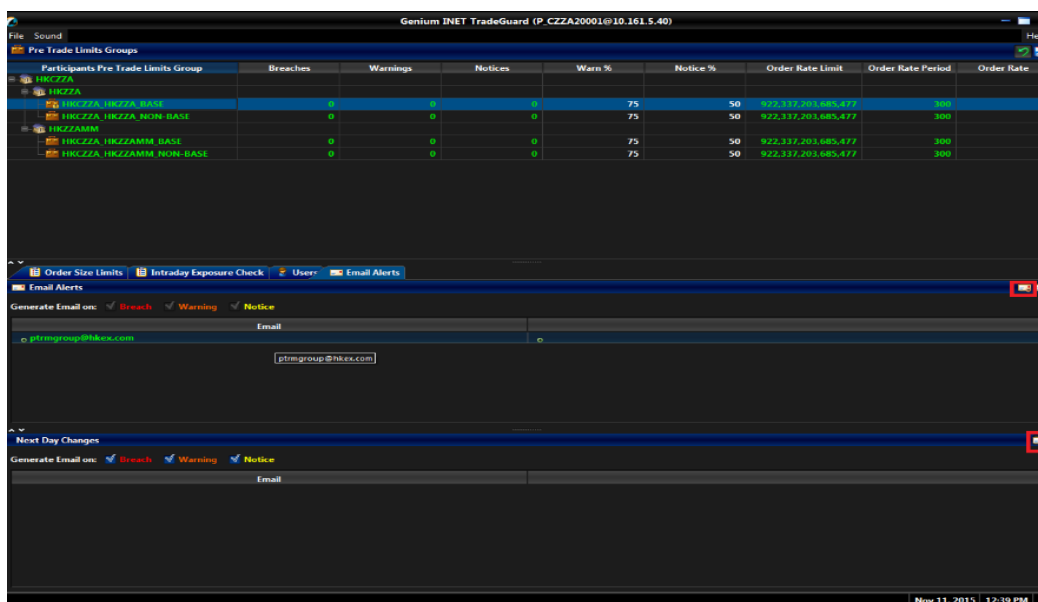 Genium INET TradeGuard (P_CZZA20001@10.161.5.40)
File Sound He
Pre Trade Limits Groups
Participants Pre Trade Limits Group Breaches Warnings Notices Warn % Notice % Order Rate Limit Order Rate Period Order Rate
HKCZZA
HKZZA
HKCZZA_HKZZA_BASE 0 0 0 75 50 922,337,203,685,477 300
HKCZZA_HKZZA_NON-BASE 0 0 0 75 50 922,337,203,685,477 300
HKZZAMM
HKCZZA_HKZZAMM_BASE 0 0 0 75 50 922,337,203,685,477 300
HKCZZA_HKZZAMM_NON-BASE 0 0 0 75 50 922,337,203,685,477 300
Order Size Limits Intraday Exposure Check Users Email Alerts
Email Alerts
Generate Email on: Breach Warning Notice
Email
ptrmgroup@hkex.com
ptrmgroup@hkex.com
Next Day Changes
Generate Email on: Breach Warning Notice
Email
Nov 11, 2015 12:39 PM